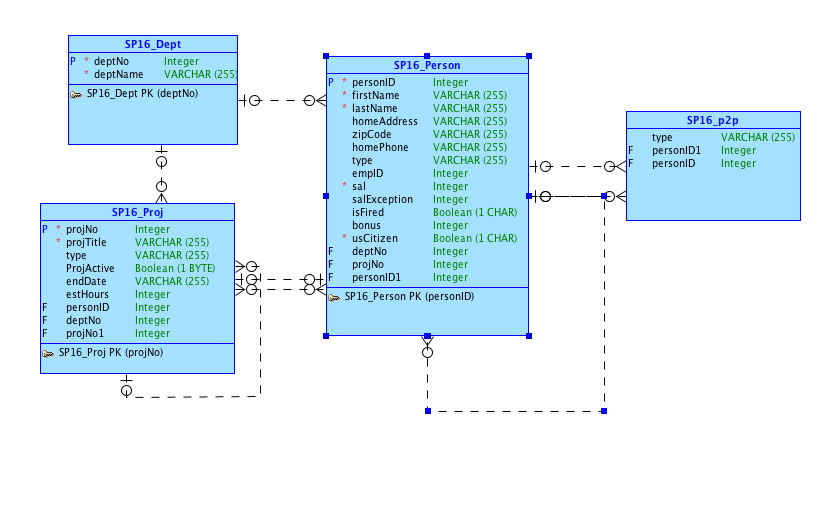 SP16_Dept
P * deptNo Integer
* deptName VARCHAR (255)
SP16_Dept PK (deptNo)
SP16_Person
P * personID Integer
* firstName VARCHAR (255)
* lastName VARCHAR (255)
homeAddress VARCHAR (255)
zipCode VARCHAR (255)
homePhone VARCHAR (255)
type VARCHAR (255)
empID Integer
* sal Integer
salException Integer
isFired Boolean (1 CHAR)
bonus Integer
* usCitizen Boolean (1 CHAR)
F deptNo Integer
F projNo Integer
F personID1 Integer
SP16_Person PK (personID)
SP16_p2p
type VARCHAR (255)
F personID1 Integer
F personID Integer
SP16_Proj
P * projNo Integer
* projTitle VARCHAR (255)
type VARCHAR (255)
ProjActive Boolean (1 BYTE)
endDate VARCHAR (255)
estHours Integer
F personID Integer
F deptNo Integer
F projNo1 Integer
SP16_Proj PK (projNo)